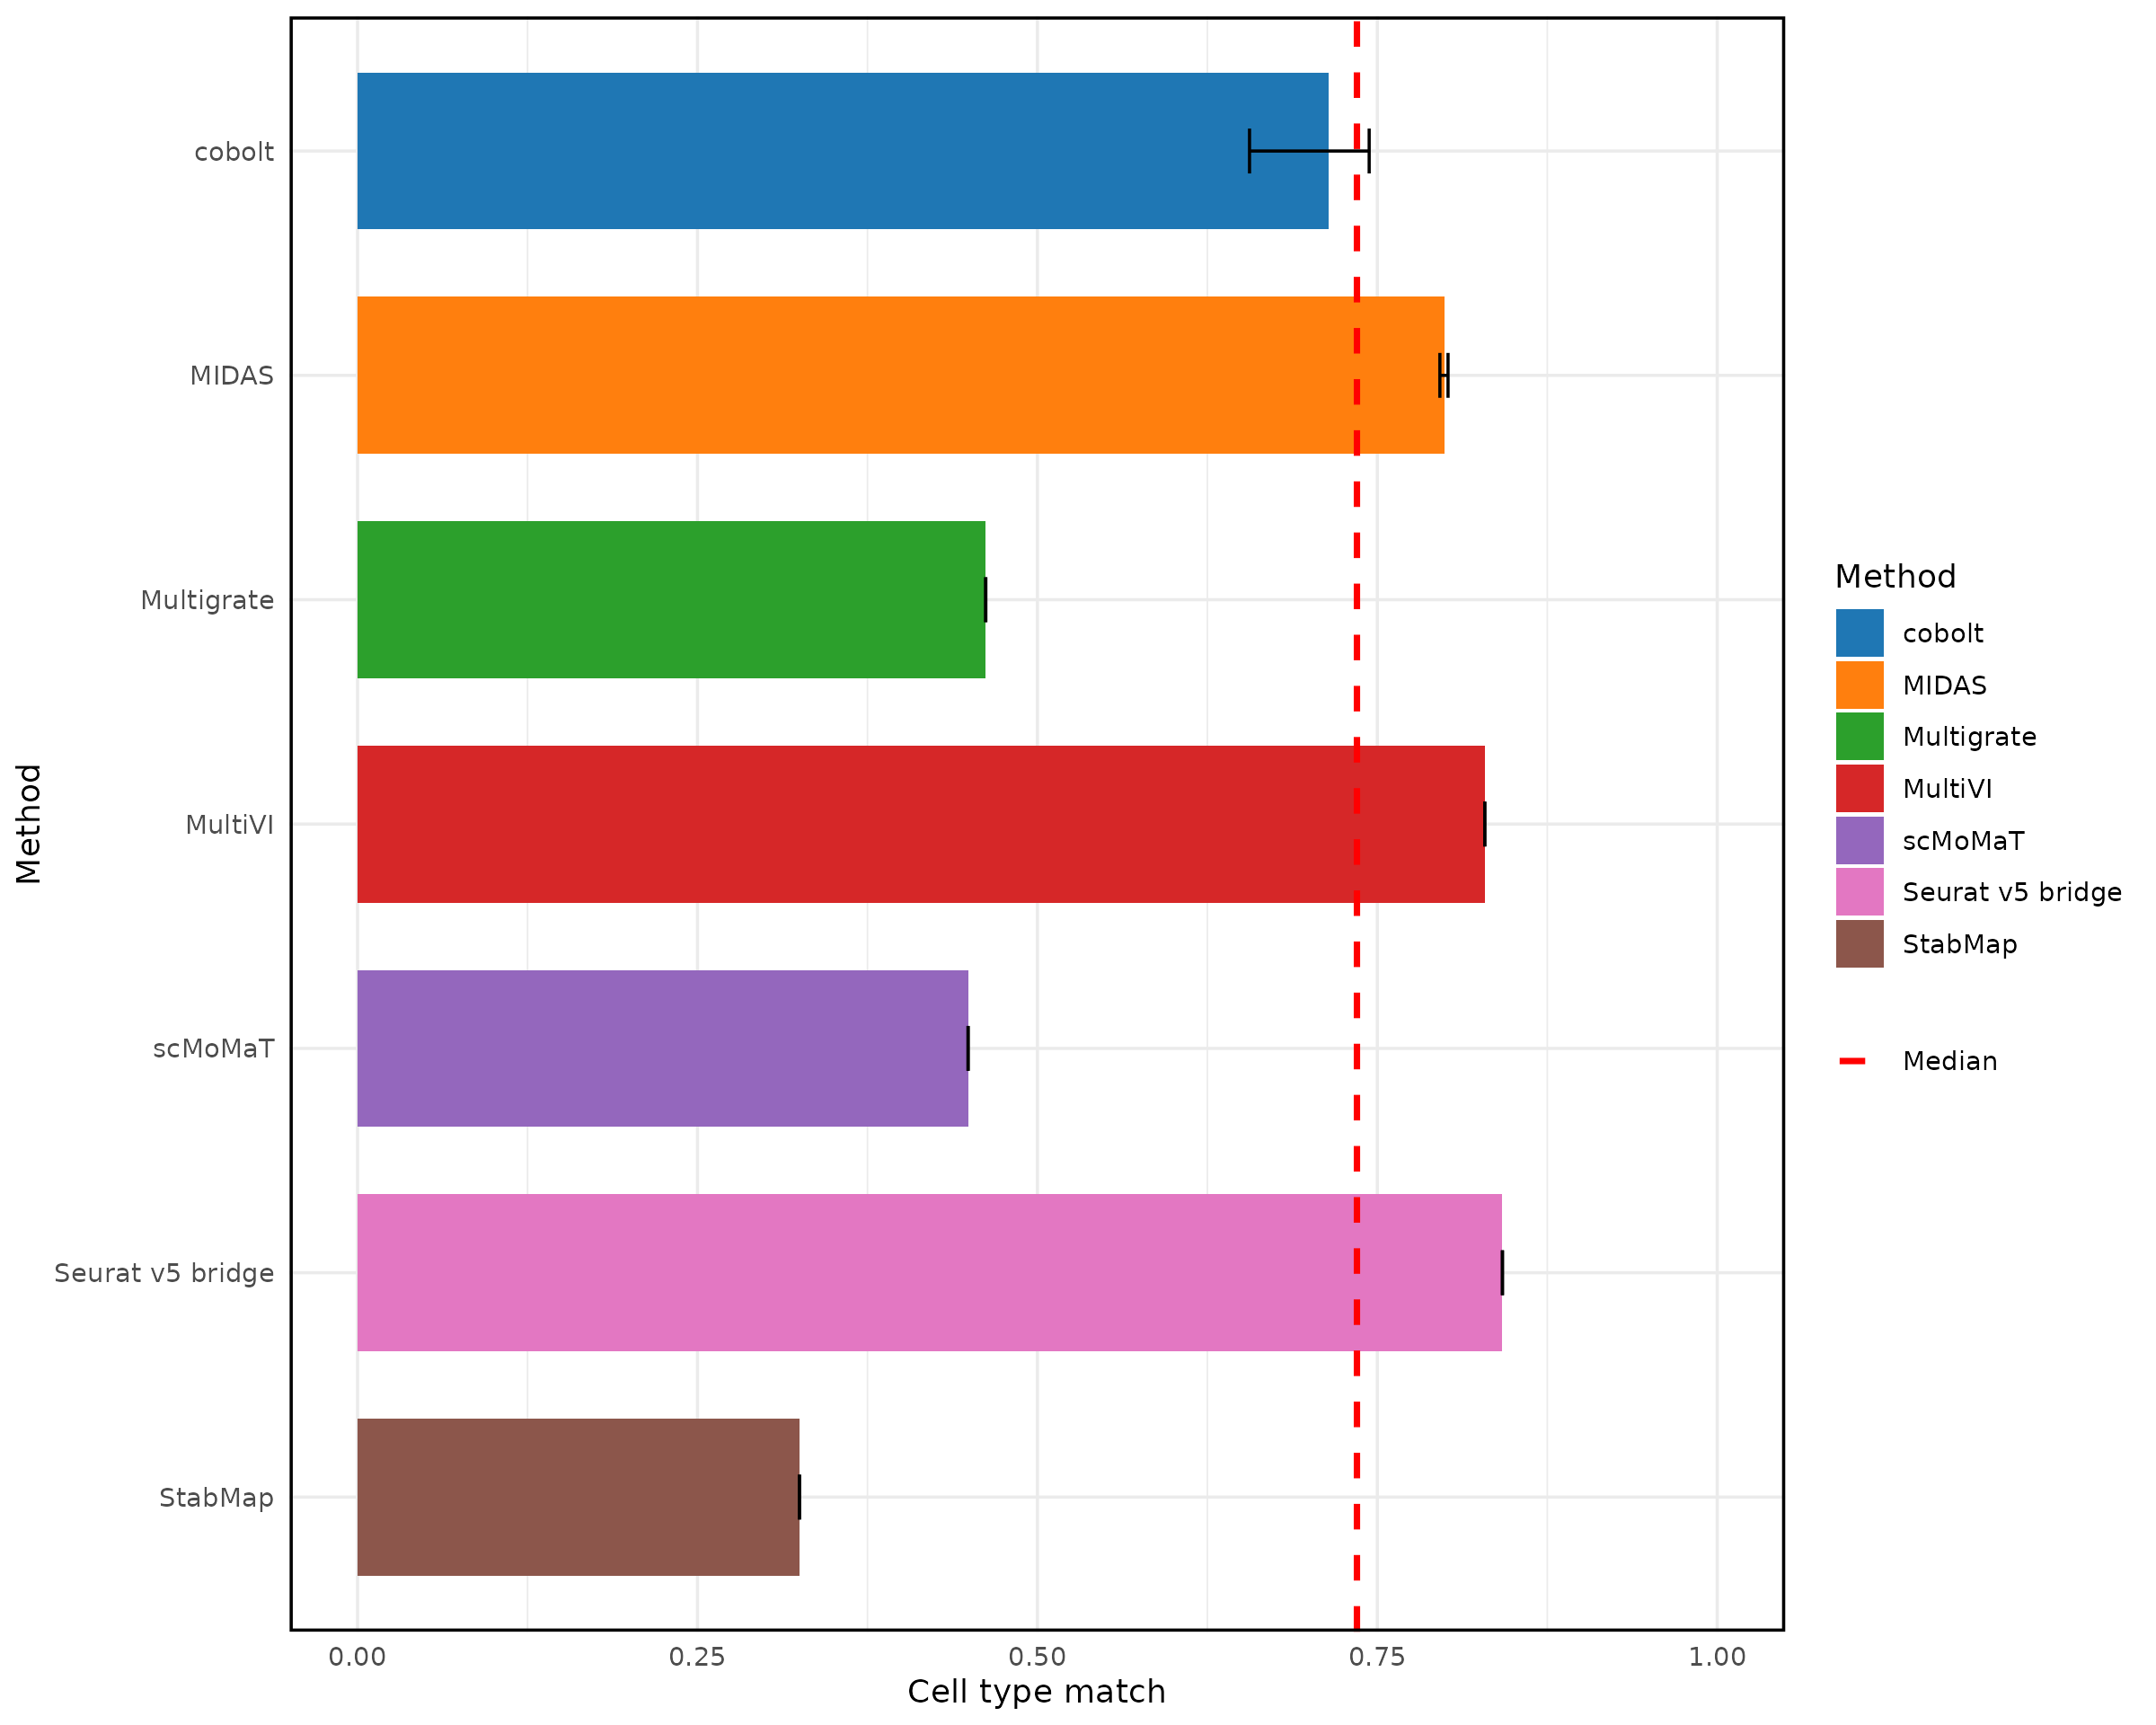 Method
cobolt
MIDAS
Multigrate
MultiVI
scMoMaT
Seurat v5 bridge
StabMap
0.00
0.25
0.50
0.75
1.00
Cell type match
Method
cobolt
MIDAS
Multigrate
MultiVI
scMoMaT
Seurat v5 bridge
StabMap
Median